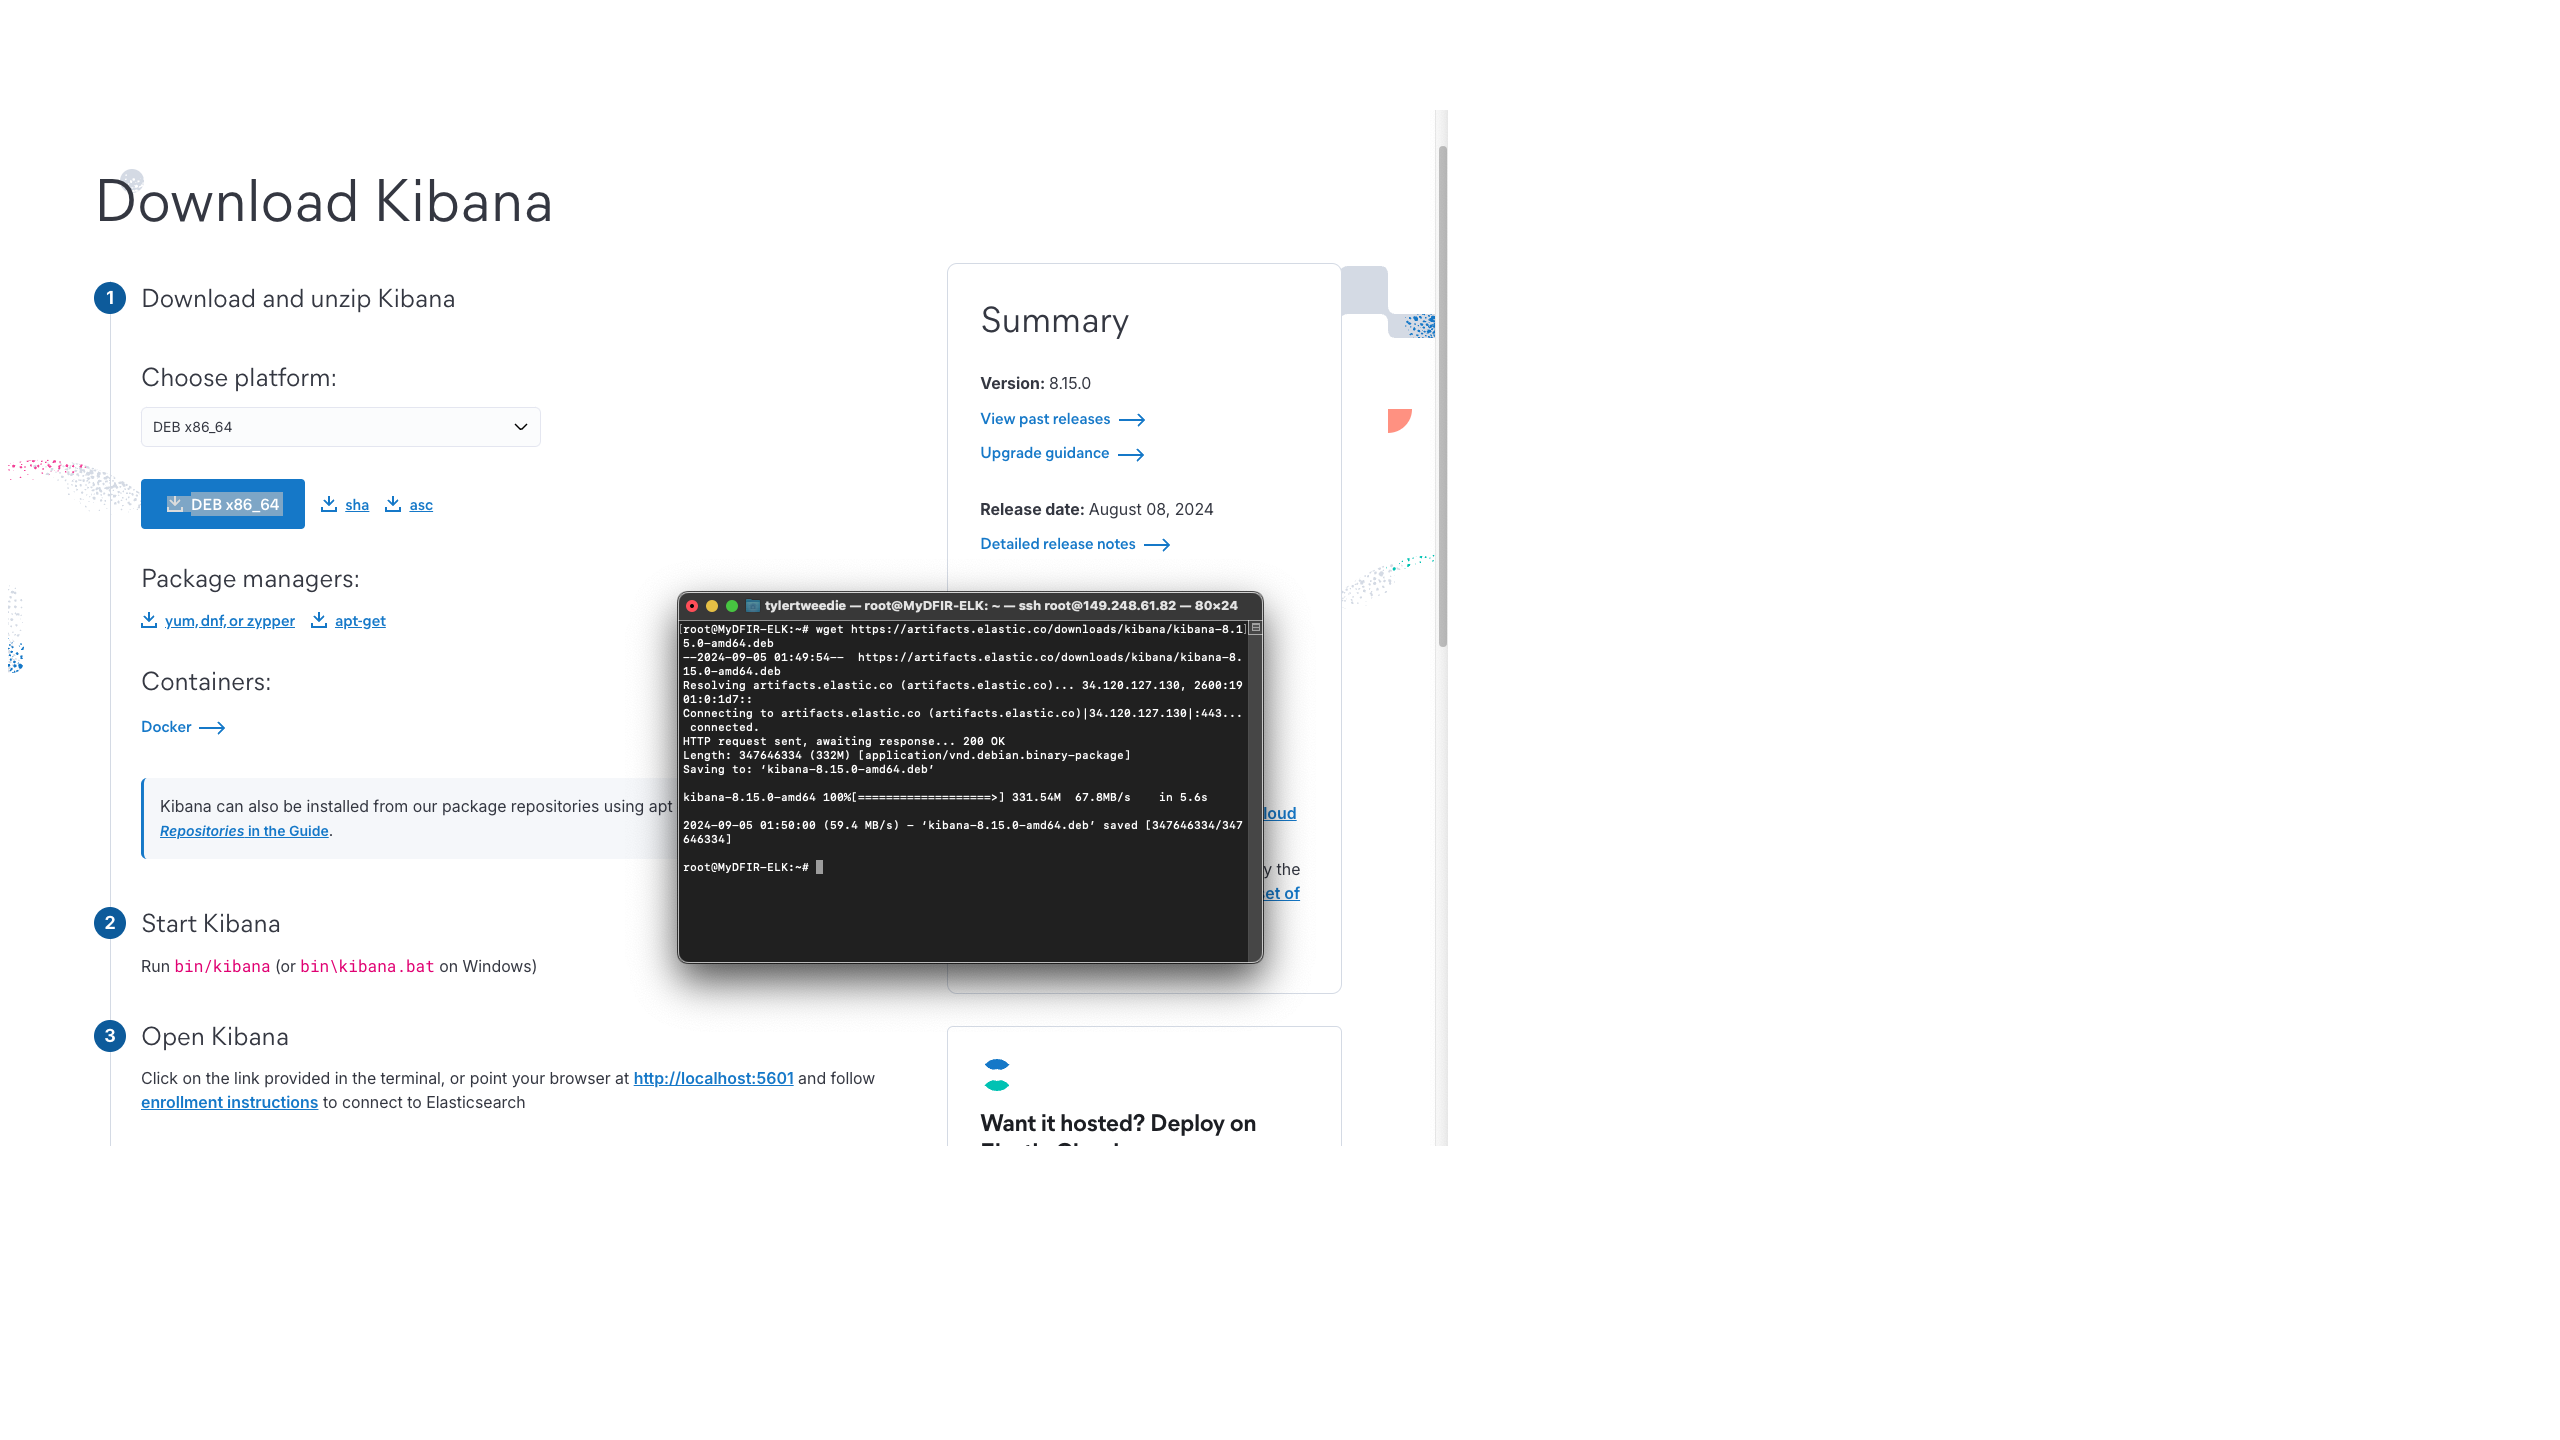 Download Kibana
1 Download and unzip Kibana
Choose platform:
DEB x86_64
DEB x86_64 sha asc
Package managers:
yum, dnf, or zypper apt-get
Containers:
Docker
Kibana can also be installed from our package repositories using apt
Repositories in the Guide.
2 Start Kibana
Run bin/kibana (or bin\kibana.bat on Windows)
3 Open Kibana
Click on the link provided in the terminal, or point your browser at http://localhost:5601 and follow
enrollment instructions to connect to Elasticsearch
Summary
Version: 8.15.0
View past releases
Upgrade guidance
Release date: August 08, 2024
Detailed release notes
loud
y the
et of
tylertweedie — root@MyDFIR-ELK: ~ — ssh root@149.248.61.82 — 80×24
[root@MyDFIR-ELK:~# wget https://artifacts.elastic.co/downloads/kibana/kibana-8.1]
5.0-amd64.deb
--2024-09-05 01:49:54-- https://artifacts.elastic.co/downloads/kibana/kibana-8.
15.0-amd64.deb
Resolving artifacts.elastic.co (artifacts.elastic.co)... 34.120.127.130, 2600:19
01:0:1d7::
Connecting to artifacts.elastic.co (artifacts.elastic.co)|34.120.127.130|:443...
connected.
HTTP request sent, awaiting response... 200 OK
Length: 347646334 (332M) [application/vnd.debian.binary-package]
Saving to: ‘kibana-8.15.0-amd64.deb’
kibana-8.15.0-amd64 100%[===================>] 331.54M 67.8MB/s in 5.6s
2024-09-05 01:50:00 (59.4 MB/s) - ‘kibana-8.15.0-amd64.deb’ saved [347646334/347
646334]
root@MyDFIR-ELK:~#
Want it hosted? Deploy on